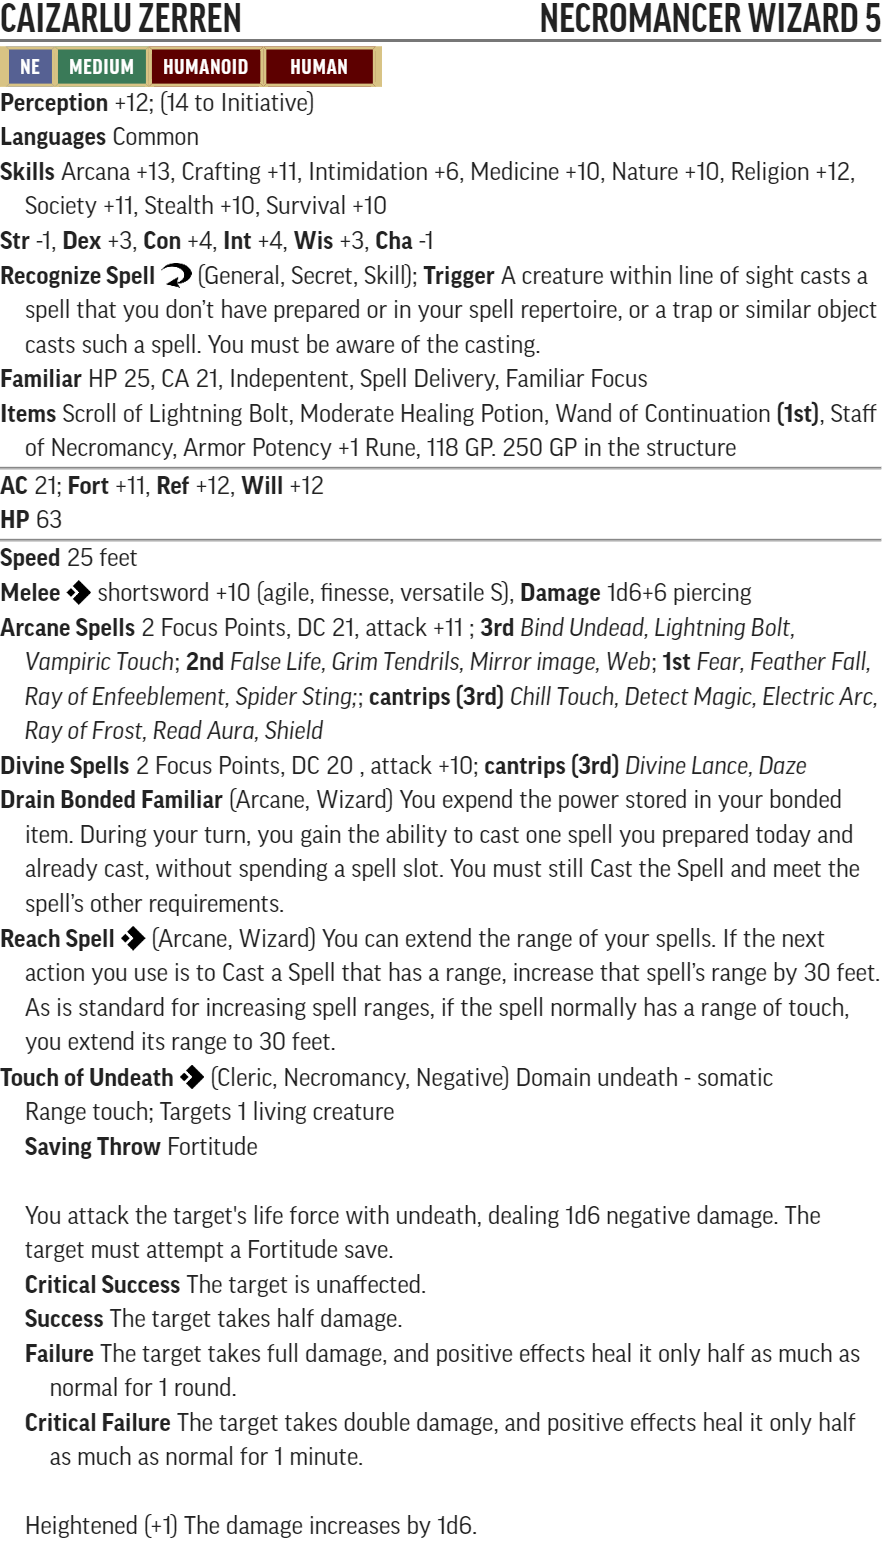 CAIZARLU ZERREN NECROMANCER WIZARD 5
NE MEDIUM HUMANOID HUMAN
Perception +12; (14 to Initiative)
Languages Common
Skills Arcana +13, Crafting +11, Intimidation +6, Medicine +10, Nature +10, Religion +12,
Society +11, Stealth +10, Survival +10
Str -1, Dex +3, Con +4, Int +4, Wis +3, Cha -1
Recognize Spell (General, Secret, Skill); Trigger A creature within line of sight casts a
spell that you don’t have prepared or in your spell repertoire, or a trap or similar object
casts such a spell. You must be aware of the casting.
Familiar HP 25, CA 21, Indepentent, Spell Delivery, Familiar Focus
Items Scroll of Lightning Bolt, Moderate Healing Potion, Wand of Continuation (1st), Staff
of Necromancy, Armor Potency +1 Rune, 118 GP. 250 GP in the structure
AC 21; Fort +11, Ref +12, Will +12
HP 63
Speed 25 feet
Melee shortsword +10 (agile, finesse, versatile S), Damage 1d6+6 piercing
Arcane Spells 2 Focus Points, DC 21, attack +11 ; 3rd Bind Undead, Lightning Bolt,
Vampiric Touch; 2nd False Life, Grim Tendrils, Mirror image, Web; 1st Fear, Feather Fall,
Ray of Enfeeblement, Spider Sting;; cantrips (3rd) Chill Touch, Detect Magic, Electric Arc,
Ray of Frost, Read Aura, Shield
Divine Spells 2 Focus Points, DC 20 , attack +10; cantrips (3rd) Divine Lance, Daze
Drain Bonded Familiar (Arcane, Wizard) You expend the power stored in your bonded
item. During your turn, you gain the ability to cast one spell you prepared today and
already cast, without spending a spell slot. You must still Cast the Spell and meet the
spell’s other requirements.
Reach Spell (Arcane, Wizard) You can extend the range of your spells. If the next
action you use is to Cast a Spell that has a range, increase that spell’s range by 30 feet.
As is standard for increasing spell ranges, if the spell normally has a range of touch,
you extend its range to 30 feet.
Touch of Undeath (Cleric, Necromancy, Negative) Domain undeath - somatic
Range touch; Targets 1 living creature
Saving Throw Fortitude
You attack the target's life force with undeath, dealing 1d6 negative damage. The
target must attempt a Fortitude save.
Critical Success The target is unaffected.
Success The target takes half damage.
Failure The target takes full damage, and positive effects heal it only half as much as
normal for 1 round.
Critical Failure The target takes double damage, and positive effects heal it only half
as much as normal for 1 minute.
Heightened (+1) The damage increases by 1d6.